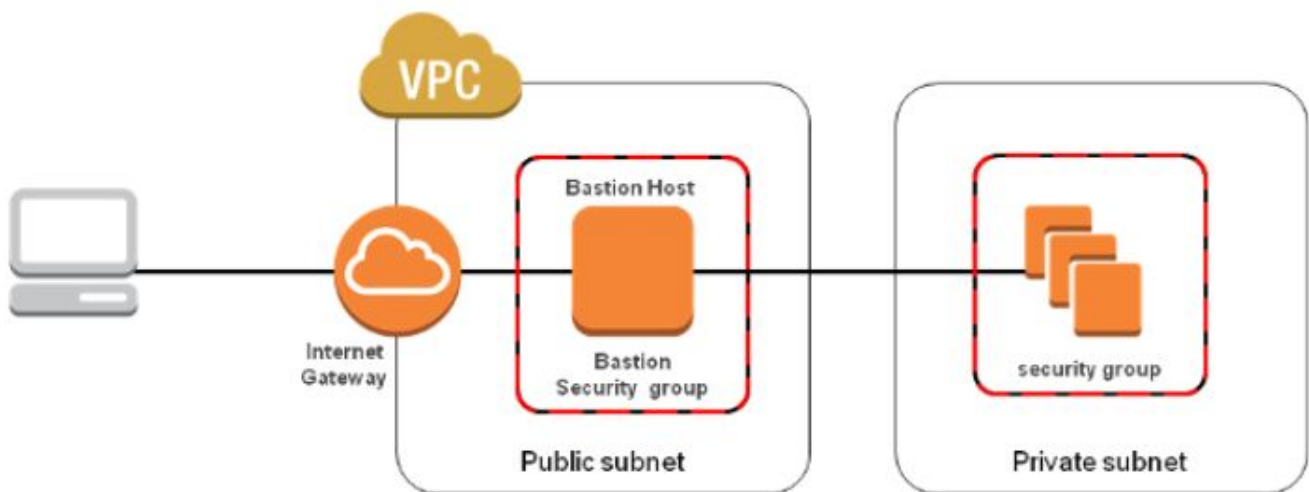 VPC
Bastion Host
Internet
Gateway
Bastion
Security group
security group
Public subnet
Private subnet